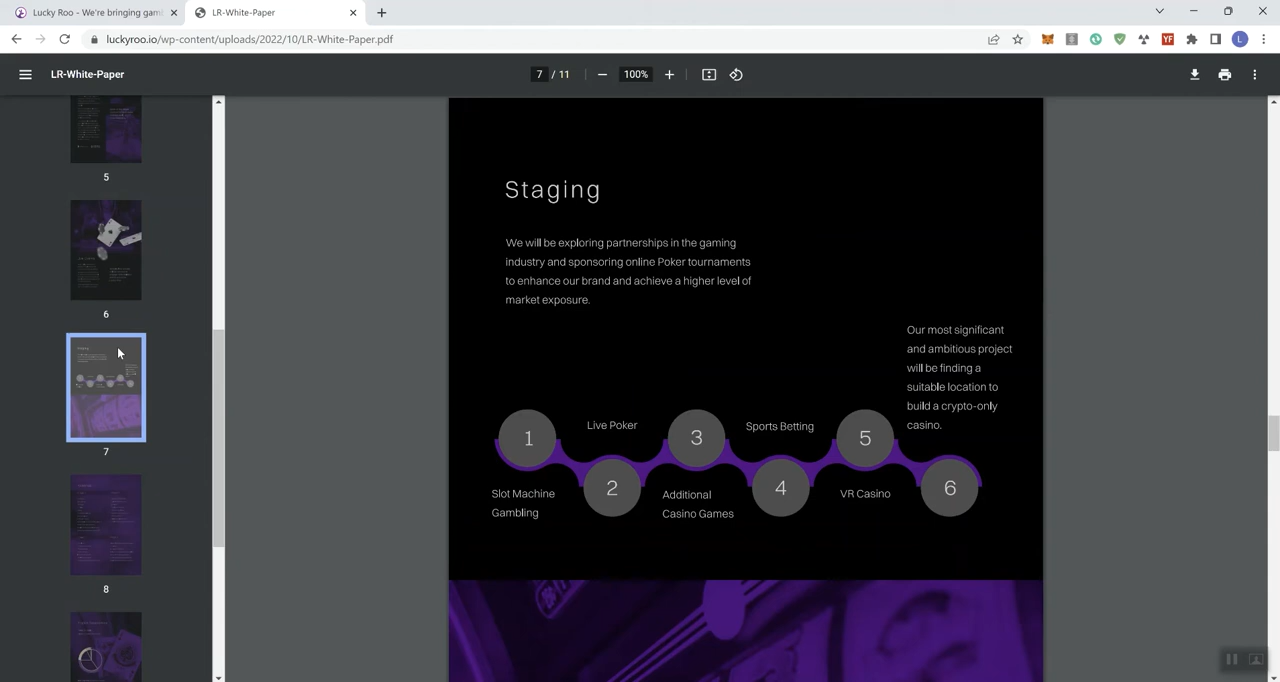 Lucky Roo - We're bringing gam
LR-White-Paper
luckyroo.io/wp-content/uploads/2022/10/LR-White-Paper.pdf
YF
L
LR-White-Paper
7 / 11
100%
5
6
7
8
Staging
We will be exploring partnerships in the gaming
industry and sponsoring online Poker tournaments
to enhance our brand and achieve a higher level of
market exposure.
Our most significant
and ambitious project
will be finding a
suitable location to
build a crypto-only
casino.
1
Slot Machine
Gambling
Live Poker
2
3
Additional
Casino Games
Sports Betting
4
5
VR Casino
6